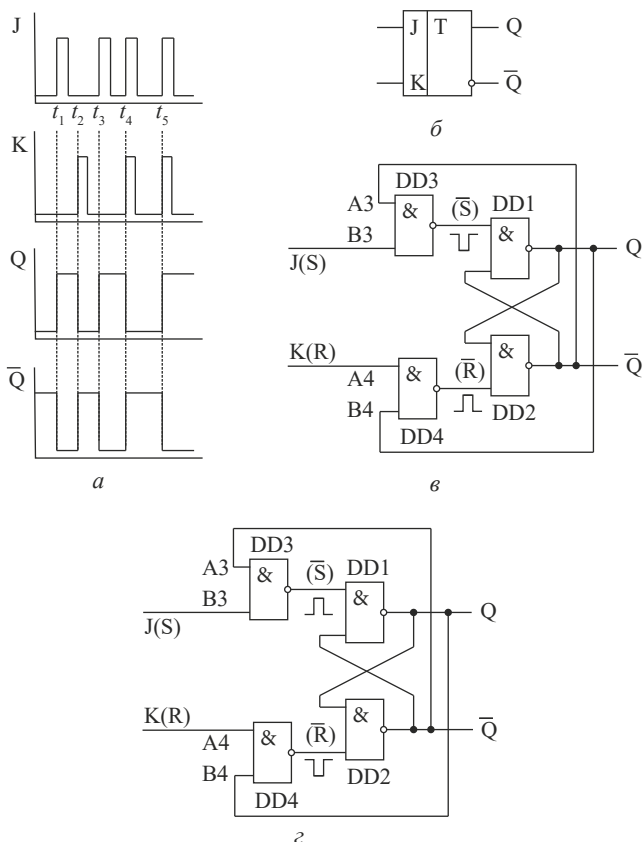 J
t₁ t₂ t₃ t₄ t₅
K
Q
Q̅
а
J T Q
K Q̅
б
DD3
A3
&
(S̅)
DD1
B3
&
Q
J(S)
K(R)
&
(R̅)
&
Q̅
A4
B4
DD2
DD4
в
DD3
A3
&
(S̅)
DD1
B3
&
Q
J(S)
K(R)
&
(R̅)
&
Q̅
A4
B4
DD2
DD4
г